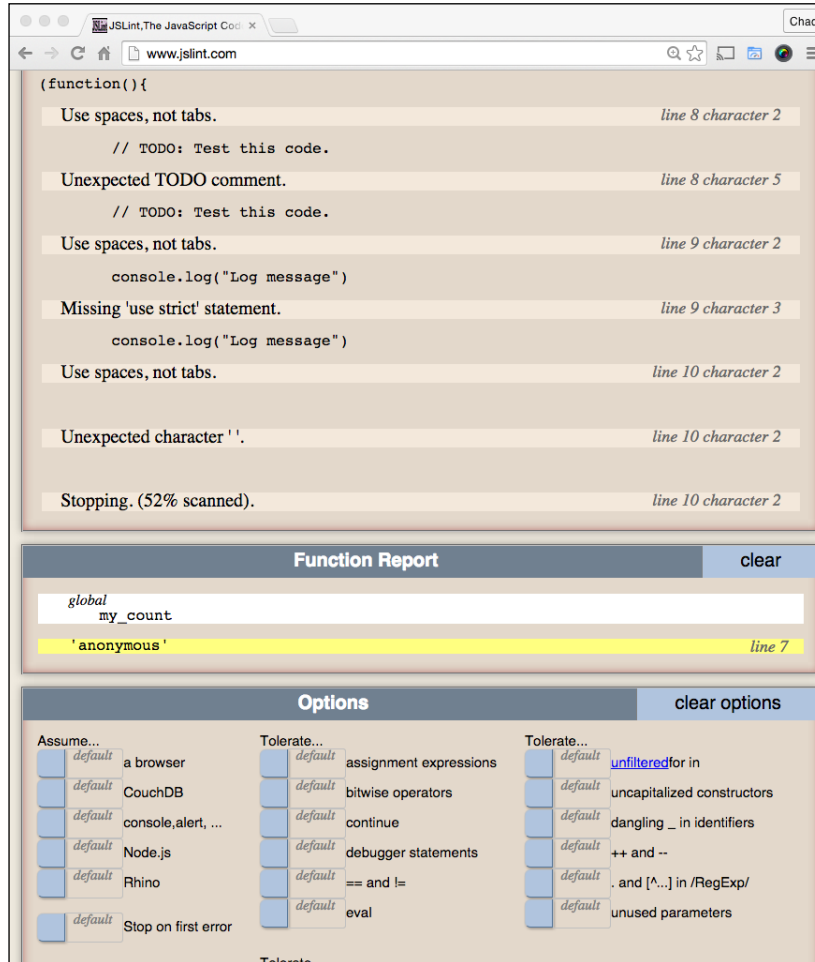 JSLint,The JavaScript Cod
Chad
www.jslint.com
(function(){
Use spaces, not tabs. line 8 character 2
// TODO: Test this code.
Unexpected TODO comment. line 8 character 5
// TODO: Test this code.
Use spaces, not tabs. line 9 character 2
console.log("Log message")
Missing 'use strict' statement. line 9 character 3
console.log("Log message")
Use spaces, not tabs. line 10 character 2
Unexpected character ' '. line 10 character 2
Stopping. (52% scanned). line 10 character 2
Function Report clear
global
my_count
'anonymous' line 7
Options clear options
Assume... Tolerate... Tolerate...
default a browser default assignment expressions default unfiltered for in
default CouchDB default bitwise operators default uncapitalized constructors
default console,alert, ... default continue default dangling _ in identifiers
default Node.js default debugger statements default ++ and --
default Rhino default == and != default . and [^...] in /RegExp/
default Stop on first error default eval default unused parameters
Tolerate